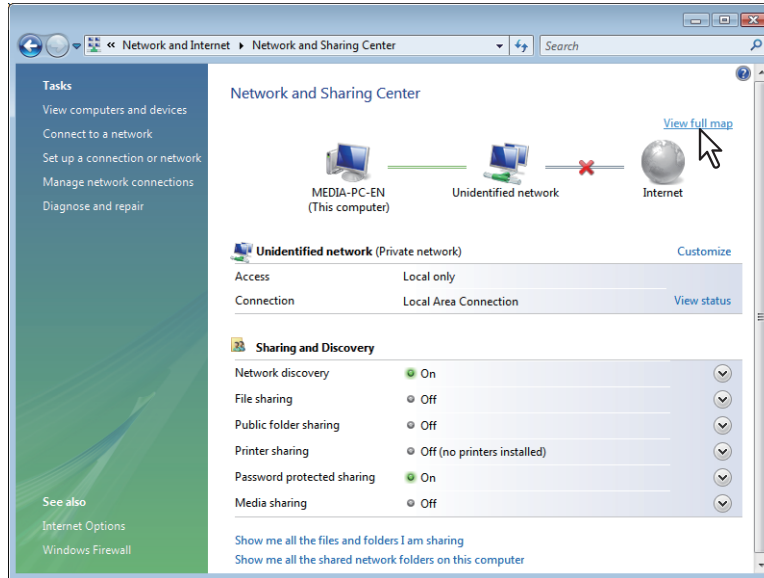 « Network and Internet ▸ Network and Sharing Center
Search
Tasks
View computers and devices
Connect to a network
Set up a connection or network
Manage network connections
Diagnose and repair
See also
Internet Options
Windows Firewall
Network and Sharing Center
View full map
MEDIA-PC-EN
(This computer)
Unidentified network
Internet
Unidentified network (Private network)
Customize
Access Local only
Connection Local Area Connection View status
Sharing and Discovery
Network discovery On
File sharing Off
Public folder sharing Off
Printer sharing Off (no printers installed)
Password protected sharing On
Media sharing Off
Show me all the files and folders I am sharing
Show me all the shared network folders on this computer